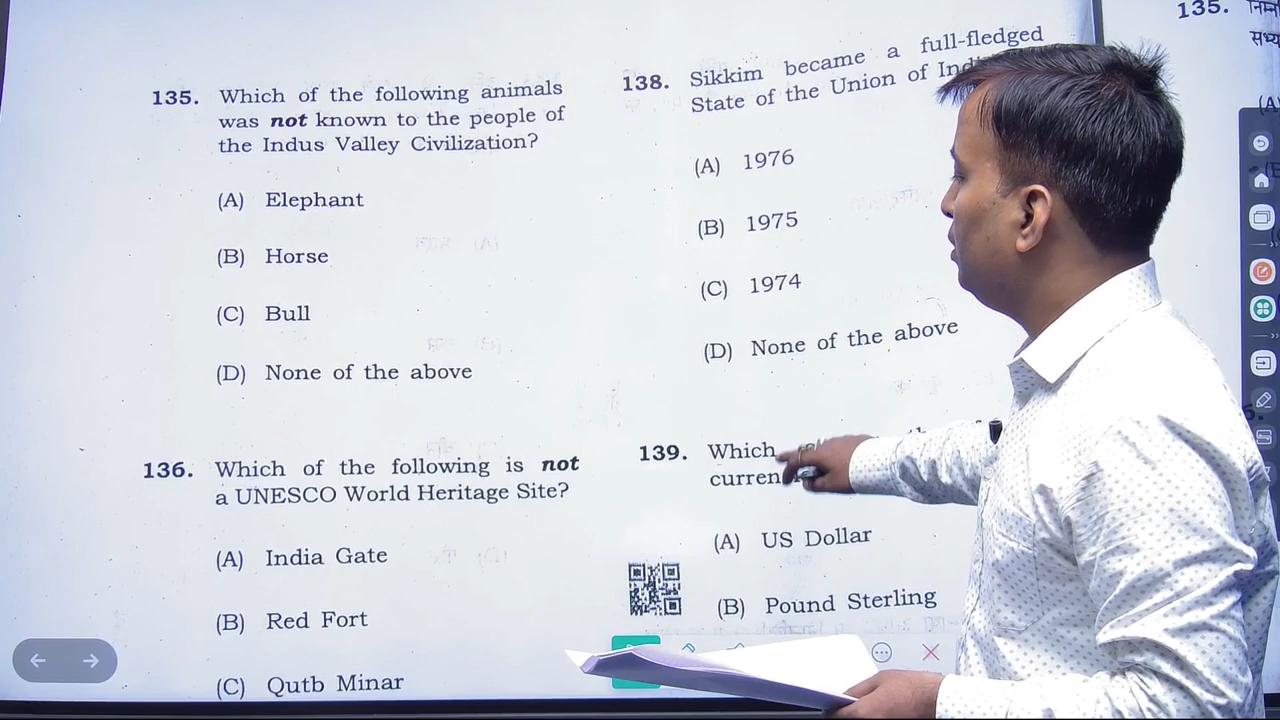 135. Which of the following animals
was not known to the people of
the Indus Valley Civilization?
(A) Elephant
(B) Horse
(C) Bull
(D) None of the above
136. Which of the following is not
a UNESCO World Heritage Site?
(A) India Gate
(B) Red Fort
(C) Qutb Minar
138. Sikkim became a full-fledged
State of the Union of
(A) 1976
(B) 1975
(C) 1974
(D) None of the above
139. Which
(A) US Dollar
(B) Pound Sterling
135.